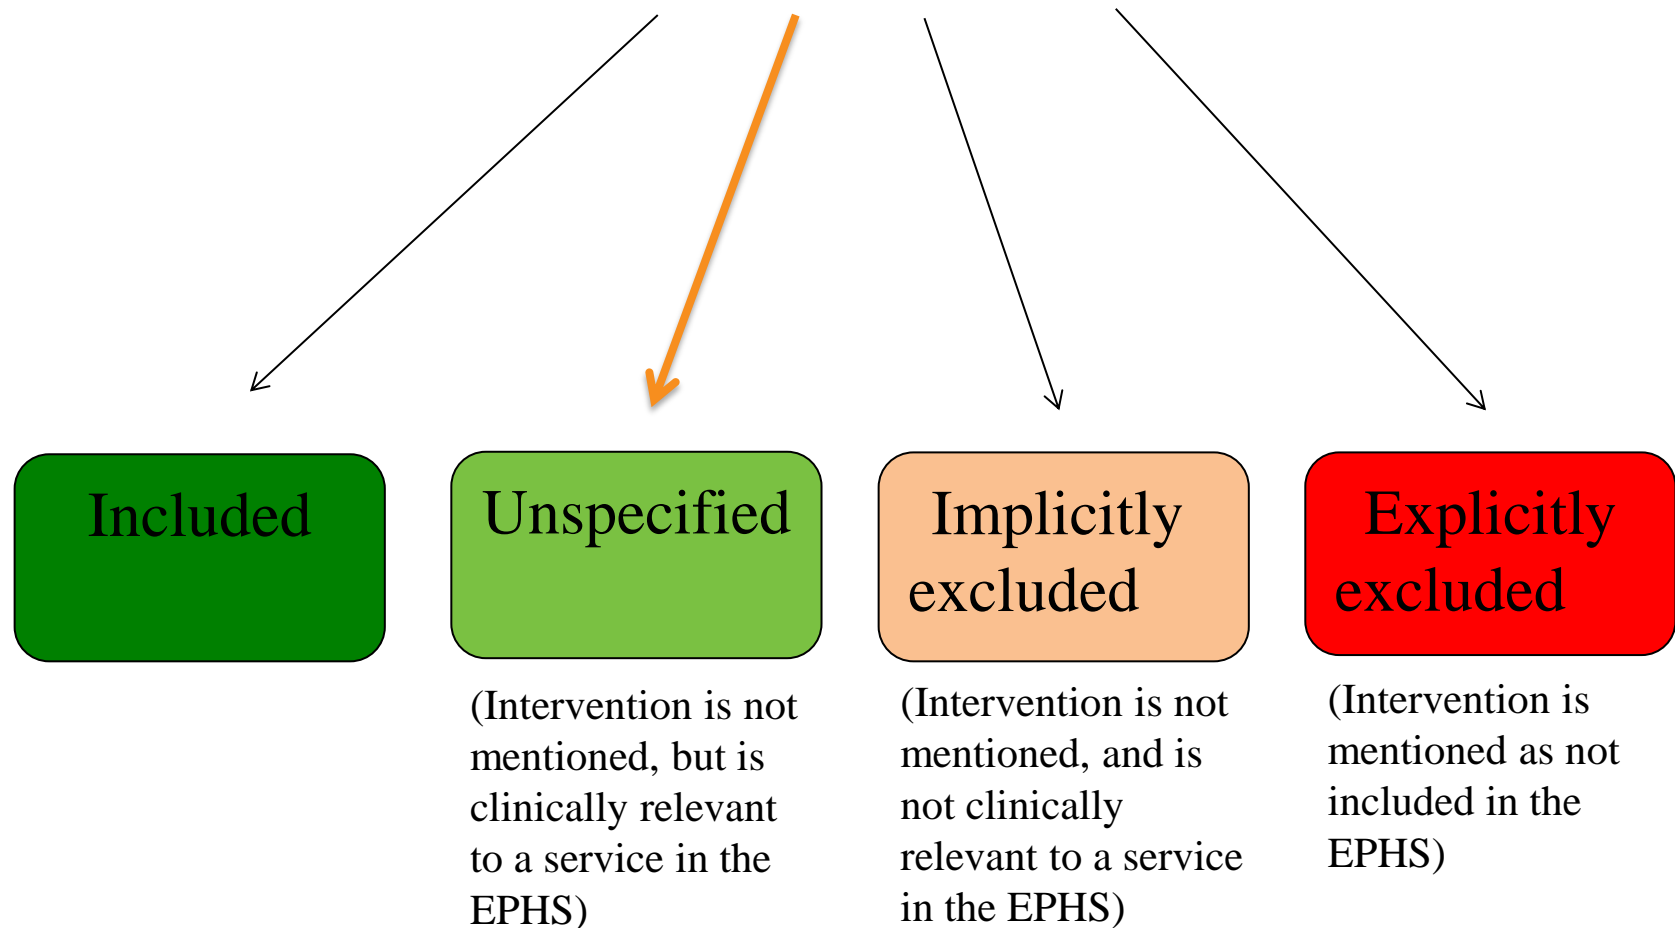 Included
Unspecified
Implicitly
excluded
Explicitly
excluded
(Intervention is not
mentioned, but is
clinically relevant
to a service in the
EPHS)
(Intervention is not
mentioned, and is
not clinically
relevant to a service
in the EPHS)
(Intervention is
mentioned as not
included in the
EPHS)